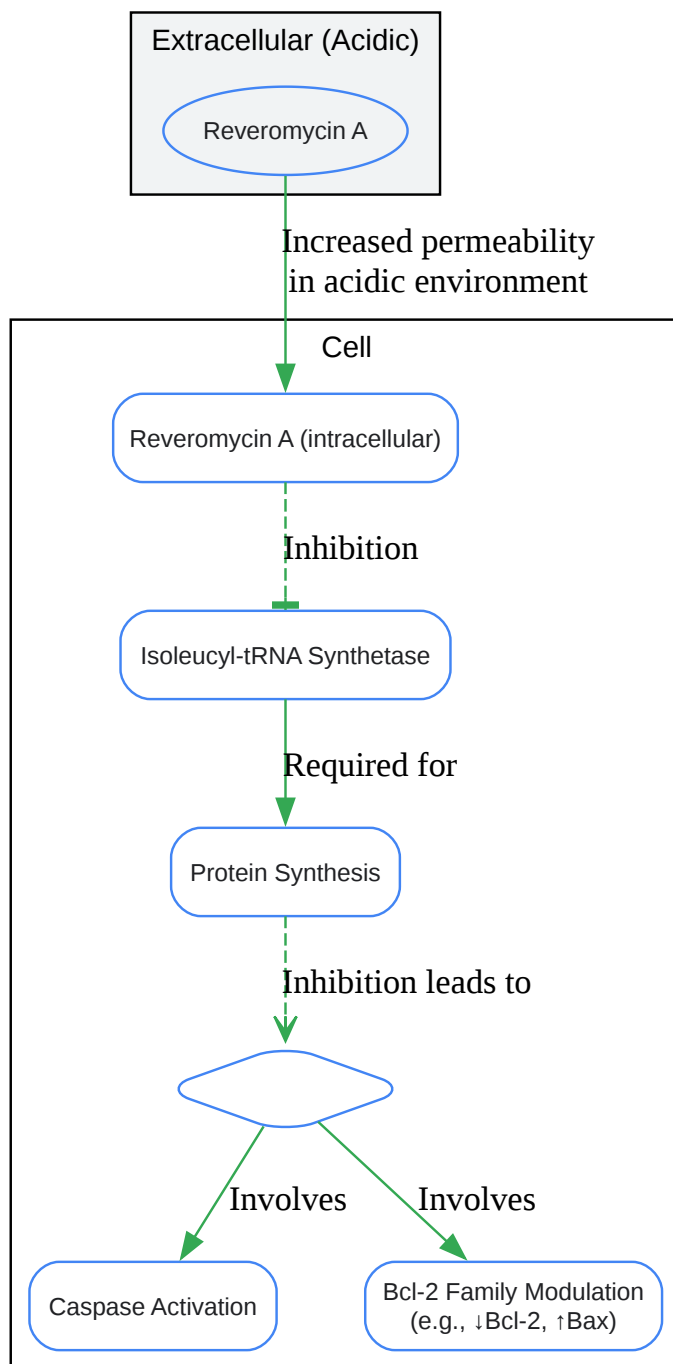 Extracellular (Acidic)
Reveromycin A
Increased permeability
in acidic environment
Cell
Reveromycin A (intracellular)
Inhibition
Isoleucyl-tRNA Synthetase
Required for
Protein Synthesis
Inhibition leads to
Involves
Involves
Caspase Activation
Bcl-2 Family Modulation
(e.g., ↓Bcl-2, ↑Bax)